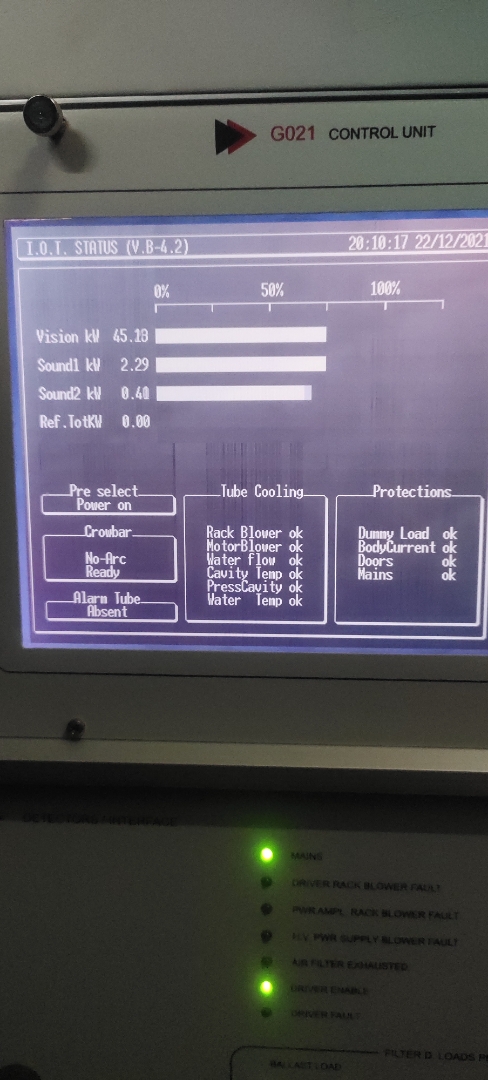 G021 CONTROL UNIT
I.O.T. STATUS (V.B-4.2) 20:10:17 22/12/2021
0% 50% 100%
Vision kW 45.18
Sound1 kW 2.29
Sound2 kW 0.40
Ref.TotKW 0.00
Pre select
Power on
Crowbar
No-Arc
Ready
Alarm Tube
Absent
Tube Cooling
Rack Blower ok
MotorBlower ok
Water flow ok
Cavity Temp ok
PressCavity ok
Water Temp ok
Protections
Dummy Load ok
BodyCurrent ok
Doors ok
Mains ok
DETECTORS / INTERFACE
MAINS
DRIVER RACK BLOWER FAULT
PWR AMPL. RACK BLOWER FAULT
H.V. PWR SUPPLY BLOWER FAULT
AIR FILTER EXHAUSTED
DRIVER ENABLE
DRIVER FAULT
FILTER & LOADS
BALLAST LOAD